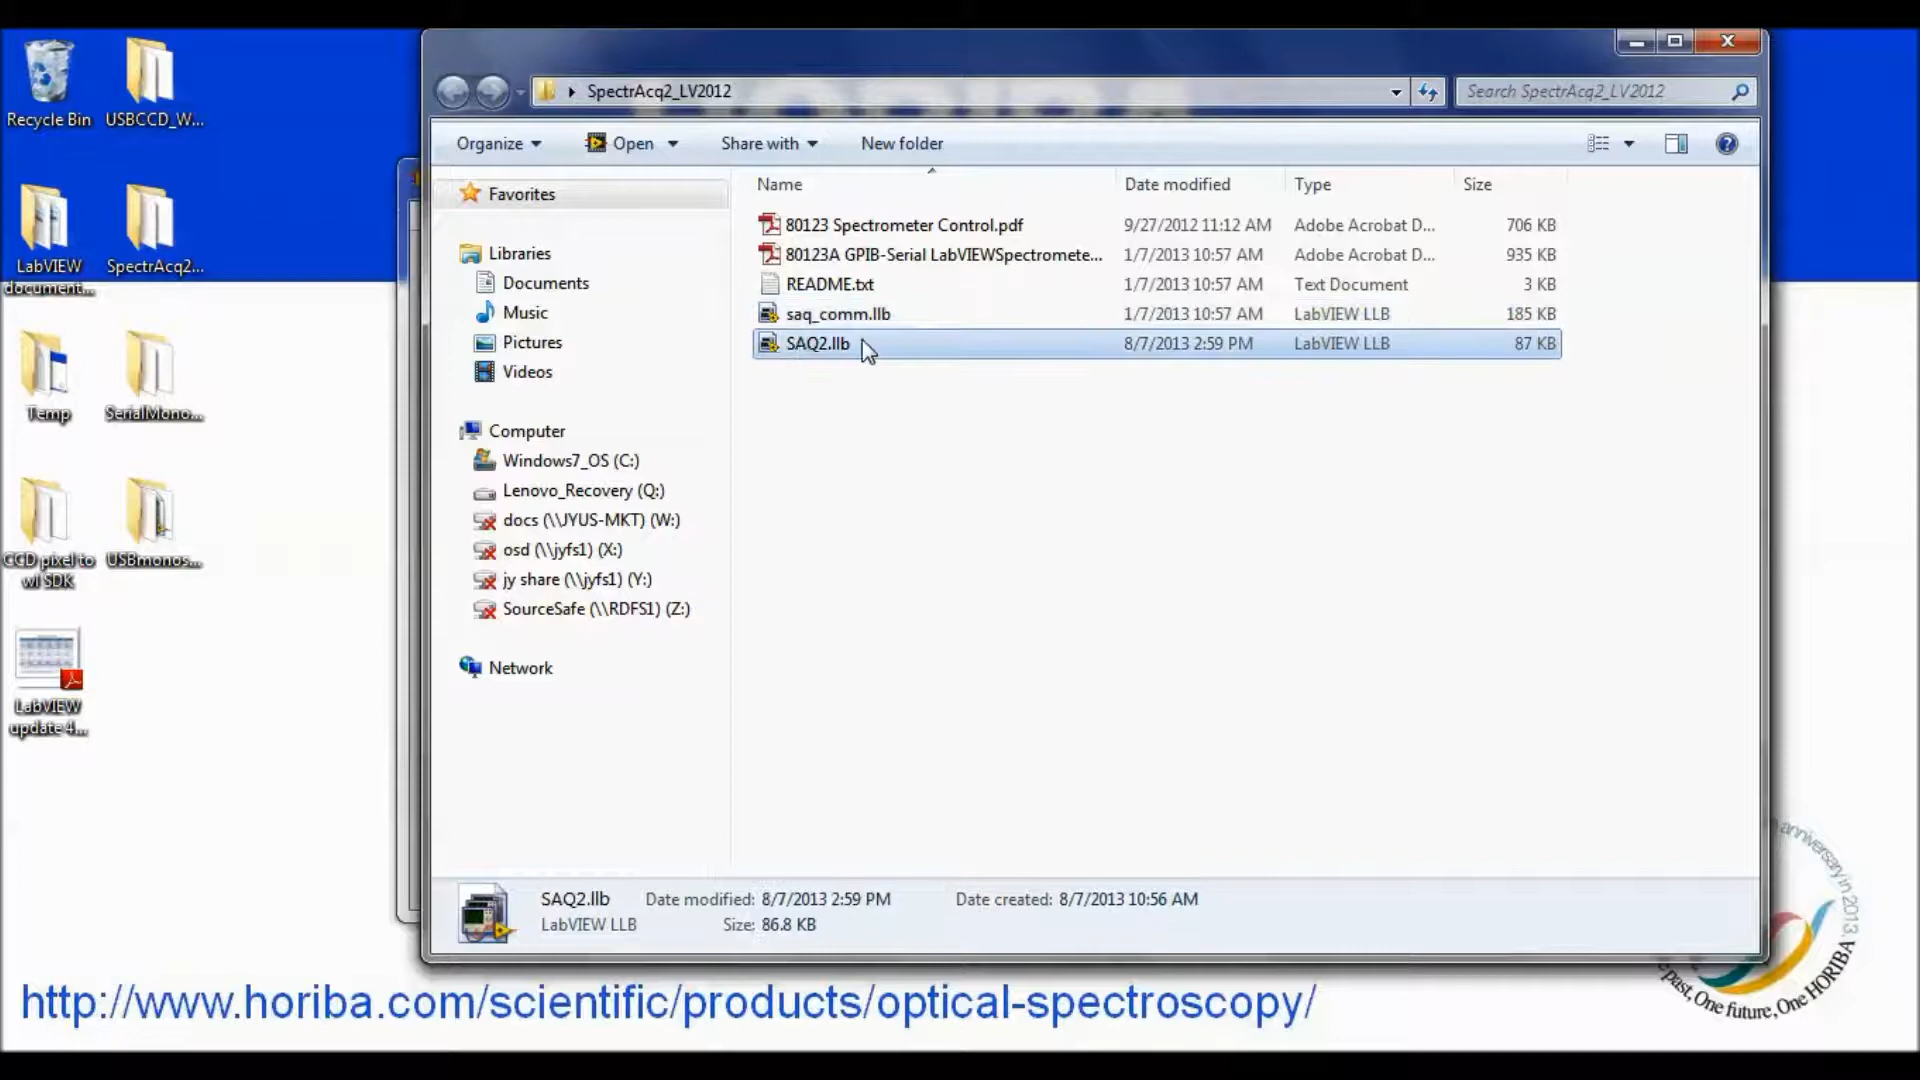 Recycle Bin
USBCCD_W...
LabVIEW
document...
SpectrAcq2...
Temp
SerialMono...
CCD pixel to
wl SDK
USBmonos...
LabVIEW
update 4...
SpectrAcq2_LV2012
Search SpectrAcq2_LV2012
Organize
Open
Share with
New folder
Favorites
Libraries
Documents
Music
Pictures
Videos
Computer
Windows7_OS (C:)
Lenovo_Recovery (Q:)
docs (\\JYUS-MKT) (W:)
osd (\\jyfs1) (X:)
jy share (\\jyfs1) (Y:)
SourceSafe (\\RDFS1) (Z:)
Network
Name Date modified Type Size
80123 Spectrometer Control.pdf 9/27/2012 11:12 AM Adobe Acrobat D... 706 KB
80123A GPIB-Serial LabVIEWSpectromete... 1/7/2013 10:57 AM Adobe Acrobat D... 935 KB
README.txt 1/7/2013 10:57 AM Text Document 3 KB
saq_comm.llb 1/7/2013 10:57 AM LabVIEW LLB 185 KB
SAQ2.llb 8/7/2013 2:59 PM LabVIEW LLB 87 KB
SAQ2.llb Date modified: 8/7/2013 2:59 PM Date created: 8/7/2013 10:56 AM
LabVIEW LLB Size: 86.8 KB
anniversary in 2013.
past, One future, One HORIBA
http://www.horiba.com/scientific/products/optical-spectroscopy/